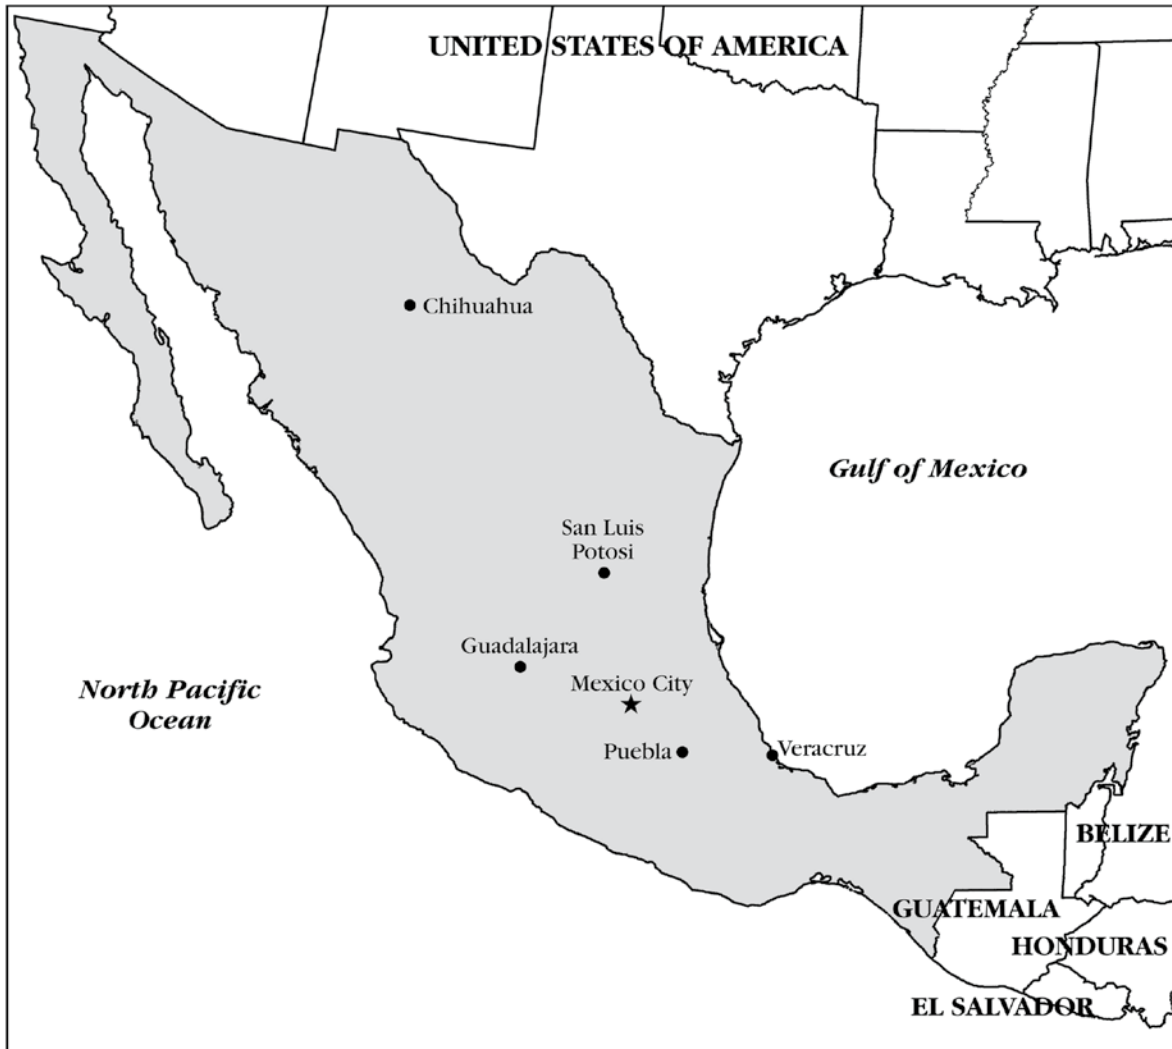 UNITED STATES OF AMERICA
Chihuahua
Gulf of Mexico
San Luis
Potosi
Guadalajara
Mexico City
North Pacific
Ocean
Puebla
Veracruz
BELIZE
GUATEMALA
HONDURAS
EL SALVADOR